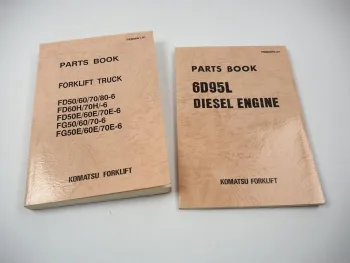 PARTS BOOK
FORKLIFT TRUCK
FD50/60/70/80-6
FD60H/70H/-6
FD50E/60E/70E-6
FG50/60/70-6
FG50E/60E/70E-6
KOMATSU FORKLIFT
PARTS BOOK
6D95L
DIESEL ENGINE
KOMATSU FORKLIFT